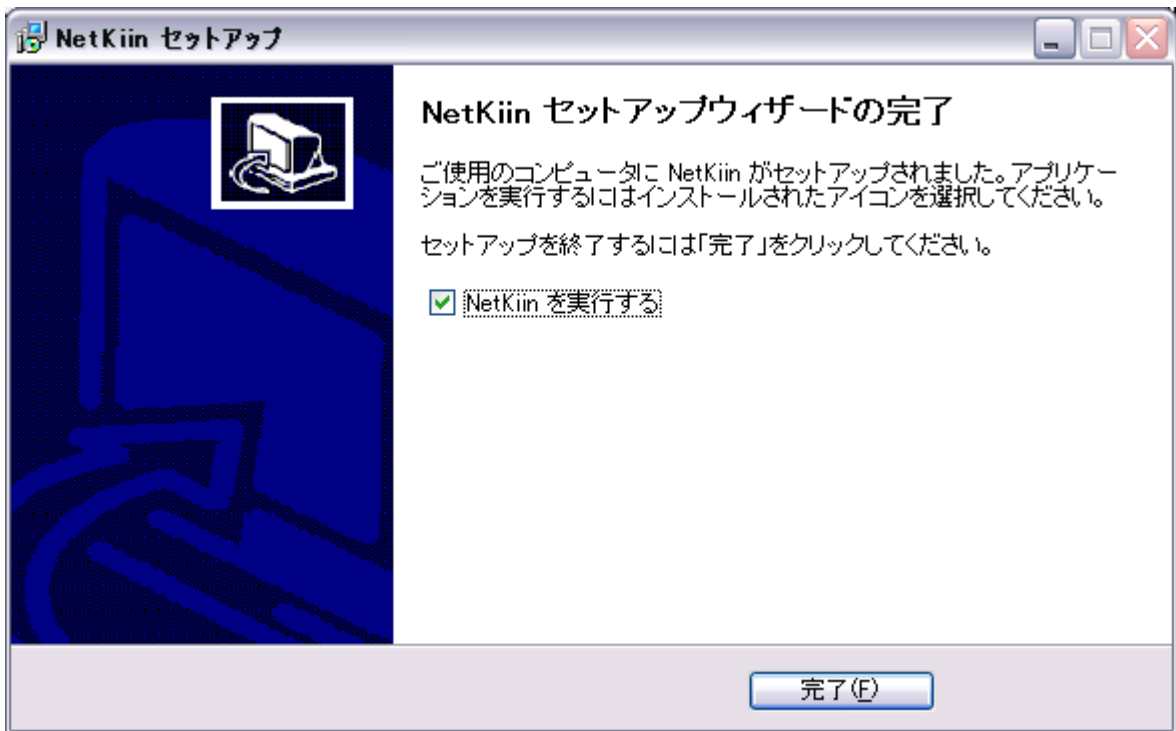 NetKiin セットアップ
NetKiin セットアップウィザードの完了
ご使用のコンピュータに NetKiin がセットアップされました。アプリケー
ションを実行するにはインストールされたアイコンを選択してください。
セットアップを終了するには「完了」をクリックしてください。
NetKiin を実行する
完了(F)